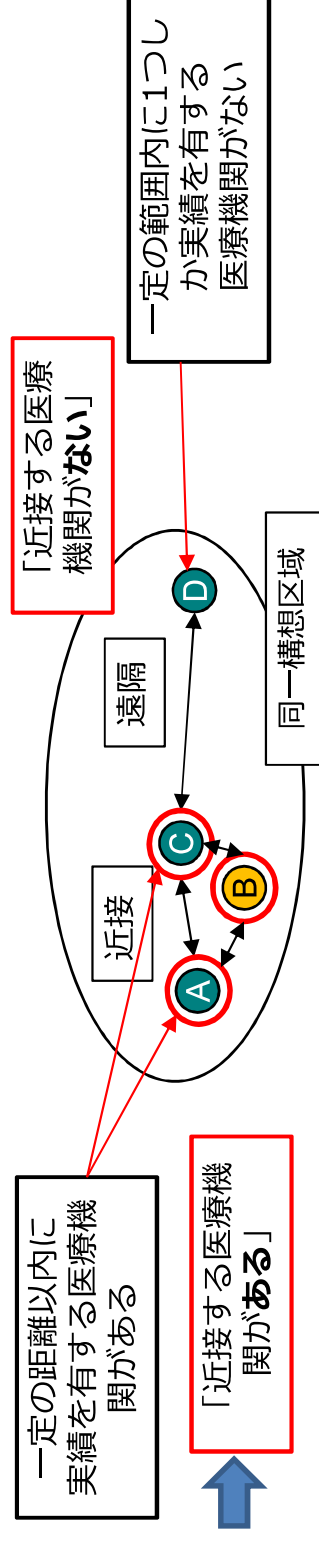 一定の距離以内に
実績を有する医療機
関がある
「近接する医療機
関がある」
近接
A
B
C
遠隔
D
同一構想区域
「近接する医療
機関がない」
一定の範囲内に1つし
か実績を有する
医療機関がない